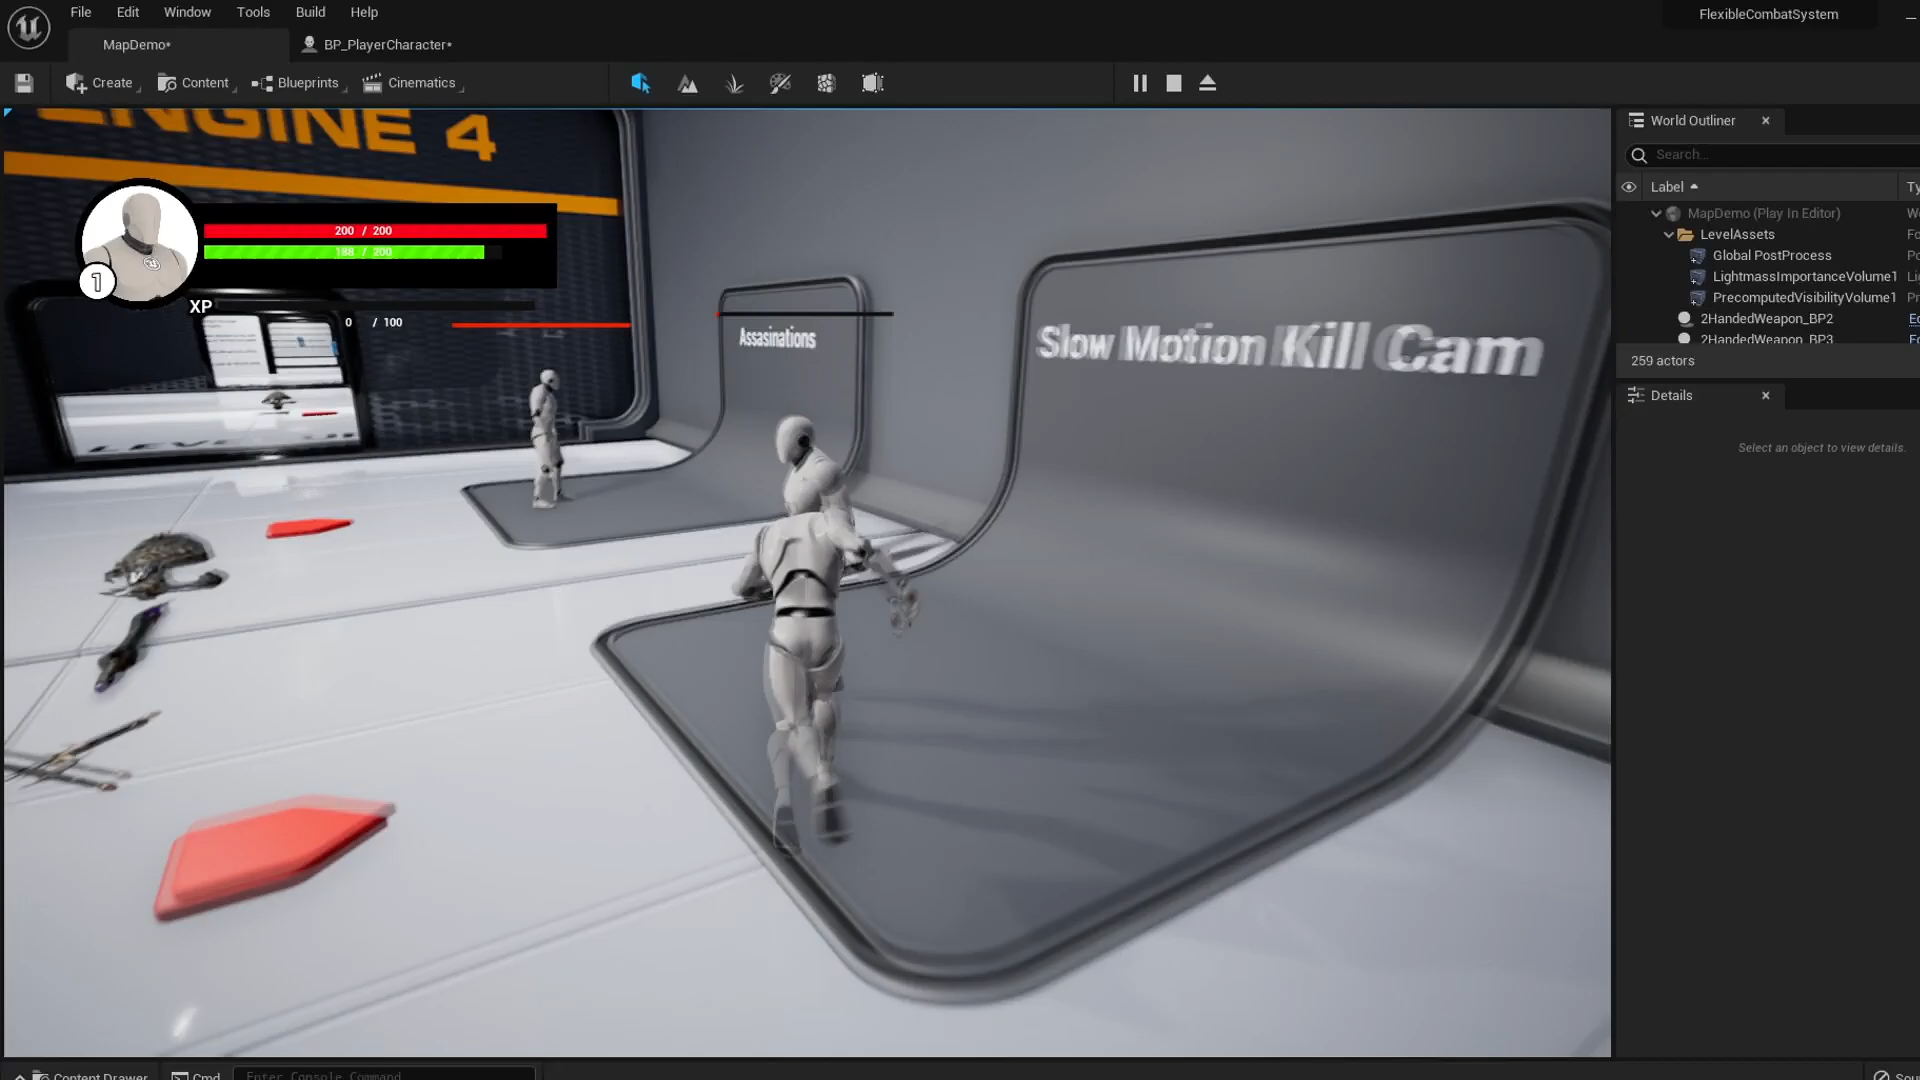 File Edit Window Tools Build Help
FlexibleCombatSystem
MapDemo*
BP_PlayerCharacter*
Create
Content
Blueprints
Cinematics
World Outliner
Search...
Label
MapDemo (Play In Editor)
LevelAssets
Global PostProcess
LightmassImportanceVolume1
PrecomputedVisibilityVolume1
2HandedWeapon_BP2
2HandedWeapon_BP3
259 actors
Details
Select an object to view details.
ENGINE 4
200 / 200
188 / 200
1
XP
0 / 100
Assasinations
Slow Motion Kill Cam
Content Drawer
Cmd
Enter Console Command